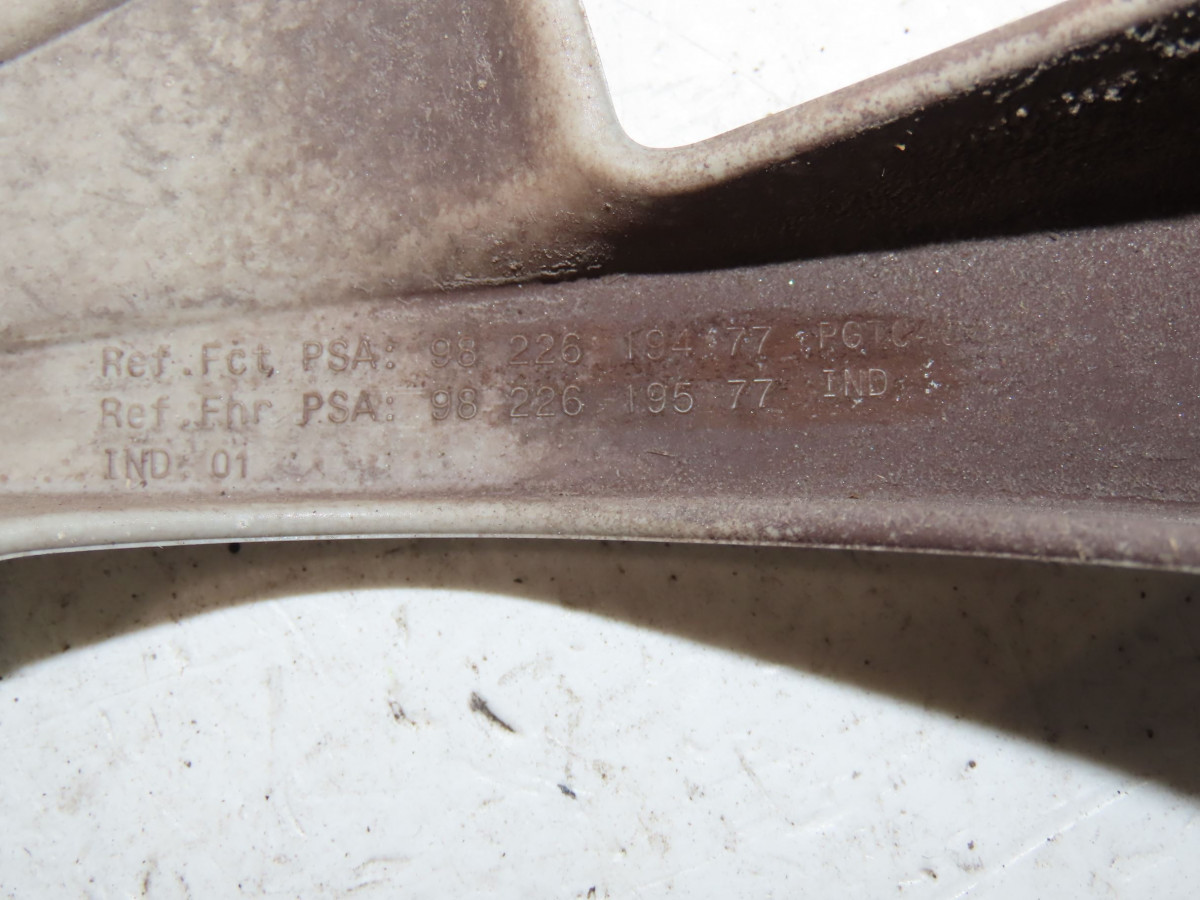 Ref.Fct PSA: 98 226 194 77
Ref.Fhr PSA: 98 226 195 77 IND:
IND: 01